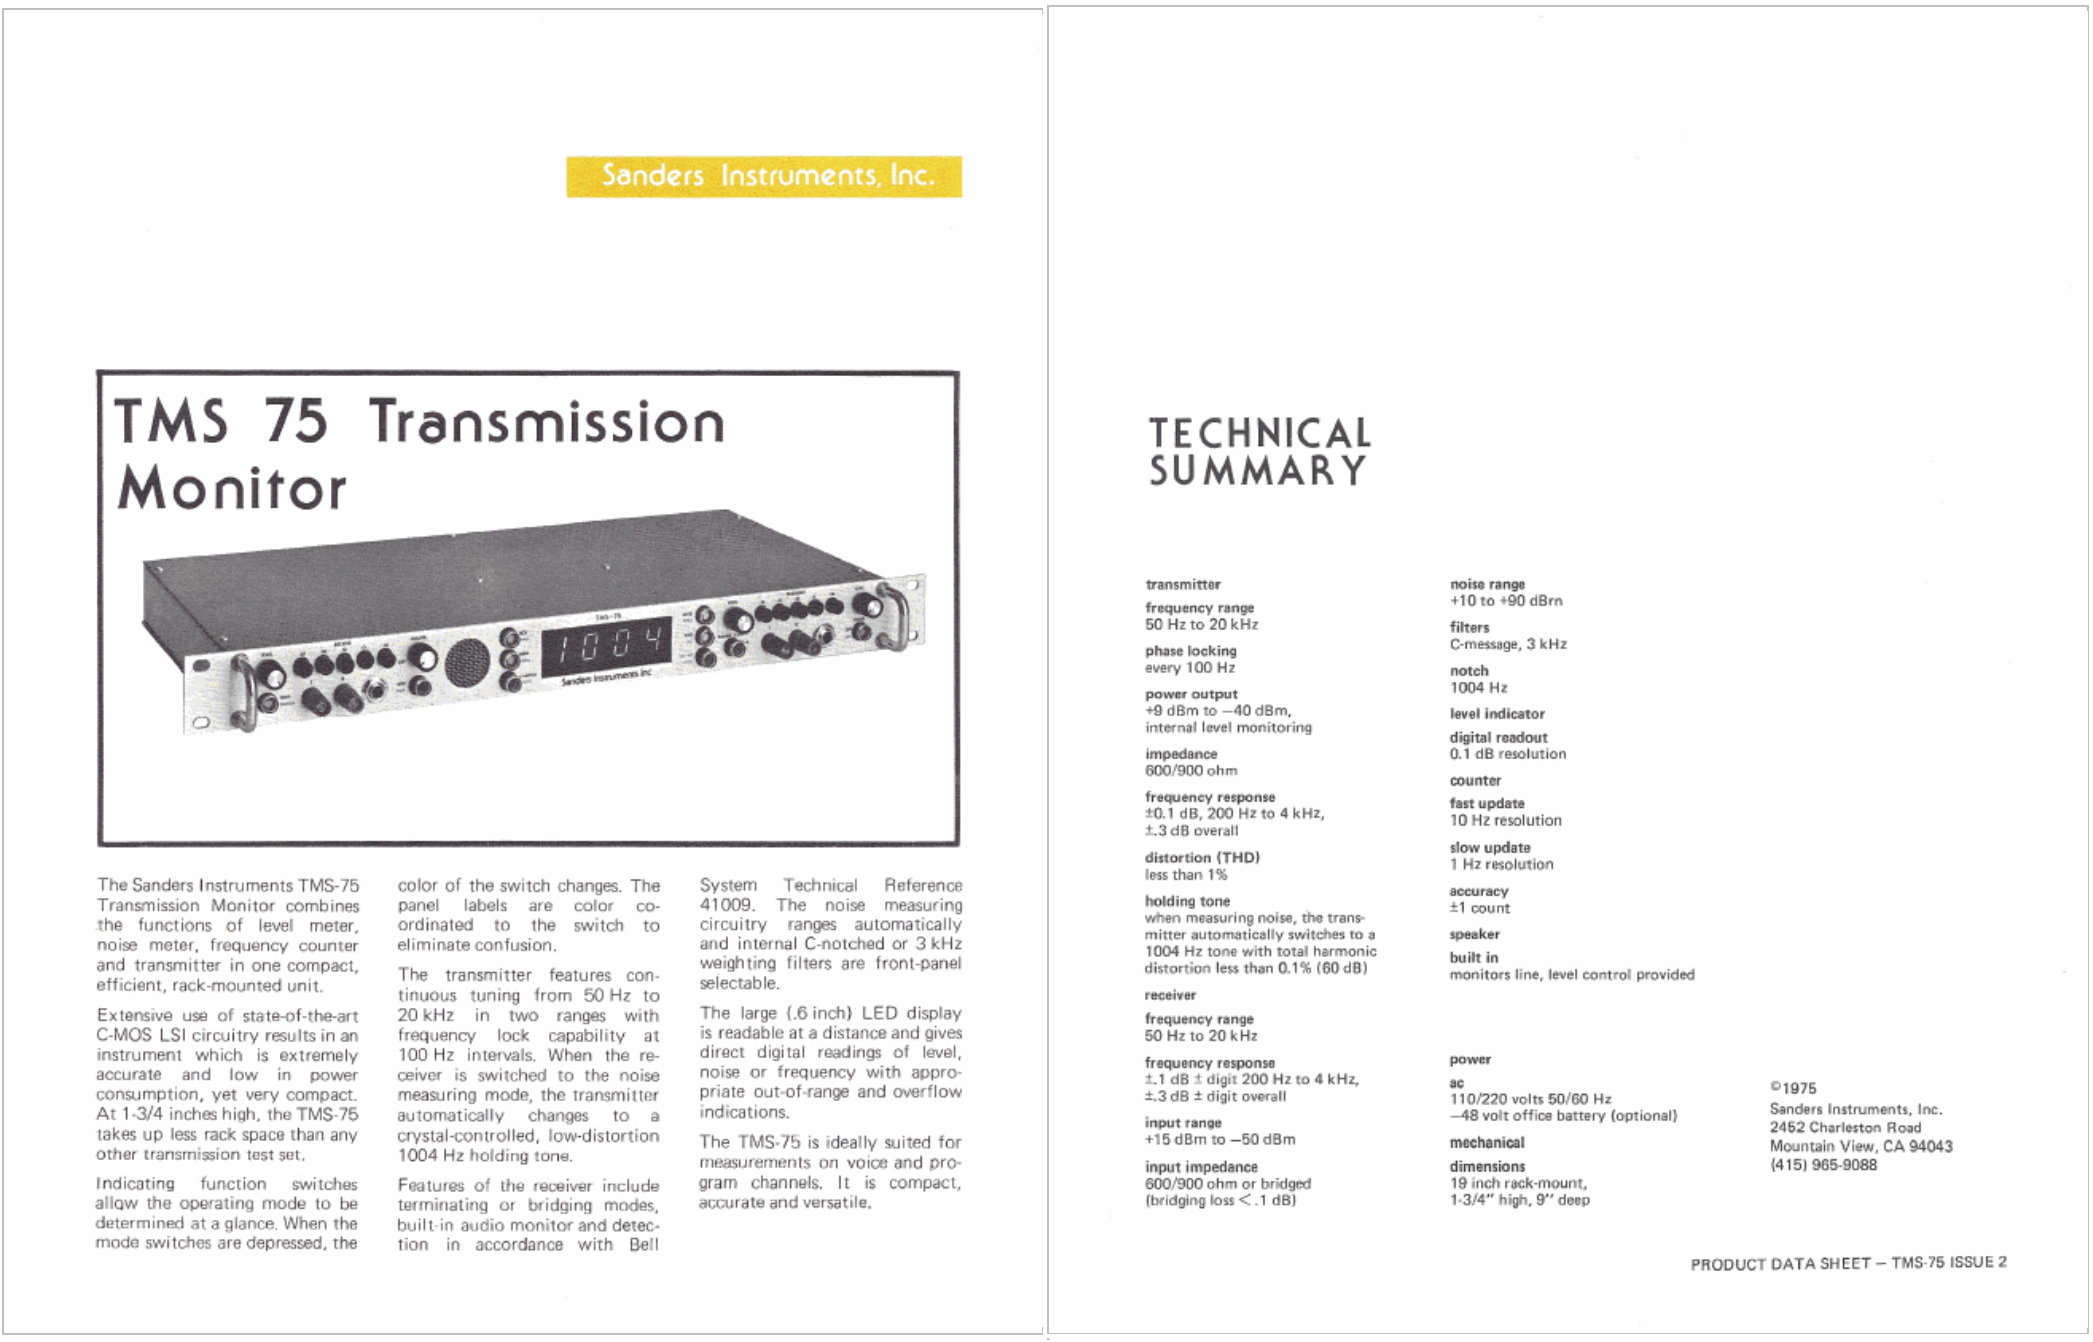 Sanders Instruments, Inc.
TMS 75 Transmission
Monitor
TMS-75
1004
Sanders Instruments Inc
The Sanders Instruments TMS-75
Transmission Monitor combines
the functions of level meter,
noise meter, frequency counter
and transmitter in one compact,
efficient, rack-mounted unit.
Extensive use of state-of-the-art
C-MOS LSI circuitry results in an
instrument which is extremely
accurate and low in power
consumption, yet very compact.
At 1-3/4 inches high, the TMS-75
takes up less rack space than any
other transmission test set.
Indicating function switches
allow the operating mode to be
determined at a glance. When the
mode switches are depressed, the
color of the switch changes. The
panel labels are color co-
ordinated to the switch to
eliminate confusion.
The transmitter features con-
tinuous tuning from 50 Hz to
20 kHz in two ranges with
frequency lock capability at
100 Hz intervals. When the re-
ceiver is switched to the noise
measuring mode, the transmitter
automatically changes to a
crystal-controlled, low-distortion
1004 Hz holding tone.
Features of the receiver include
terminating or bridging modes,
built-in audio monitor and detec-
tion in accordance with Bell
System Technical Reference
41009. The noise measuring
circuitry ranges automatically
and internal C-notched or 3 kHz
weighting filters are front-panel
selectable.
The large (.6 inch) LED display
is readable at a distance and gives
direct digital readings of level,
noise or frequency with appro-
priate out-of-range and overflow
indications.
The TMS-75 is ideally suited for
measurements on voice and pro-
gram channels. It is compact,
accurate and versatile.
TECHNICAL
SUMMARY
transmitter
frequency range
50 Hz to 20 kHz
phase locking
every 100 Hz
power output
+9 dBm to —40 dBm,
internal level monitoring
impedance
600/900 ohm
frequency response
±0.1 dB, 200 Hz to 4 kHz,
±.3 dB overall
distortion (THD)
less than 1%
holding tone
when measuring noise, the trans-
mitter automatically switches to a
1004 Hz tone with total harmonic
distortion less than 0.1% (60 dB)
receiver
frequency range
50 Hz to 20 kHz
frequency response
±.1 dB ± digit 200 Hz to 4 kHz,
±.3 dB ± digit overall
input range
+15 dBm to —50 dBm
input impedance
600/900 ohm or bridged
(bridging loss < .1 dB)
noise range
+10 to +90 dBrn
filters
C-message, 3 kHz
notch
1004 Hz
level indicator
digital readout
0.1 dB resolution
counter
fast update
10 Hz resolution
slow update
1 Hz resolution
accuracy
±1 count
speaker
built in
monitors line, level control provided
power
ac
110/220 volts 50/60 Hz
—48 volt office battery (optional)
mechanical
dimensions
19 inch rack-mount,
1-3/4" high, 9" deep
©1975
Sanders Instruments, Inc.
2452 Charleston Road
Mountain View, CA 94043
(415) 965-9088
PRODUCT DATA SHEET — TMS-75 ISSUE 2